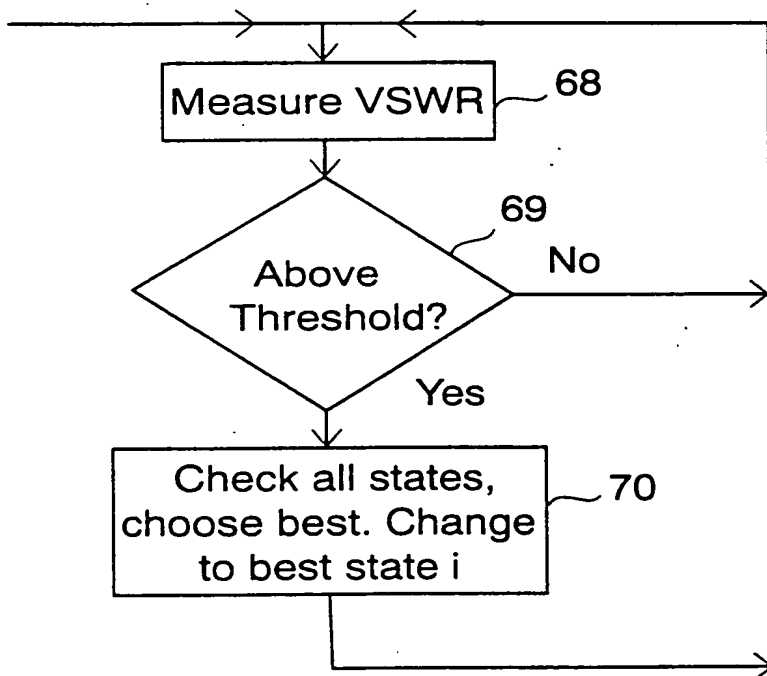 Measure VSWR
68
69
Above
Threshold?
No
Yes
Check all states,
choose best. Change
to best state i
70